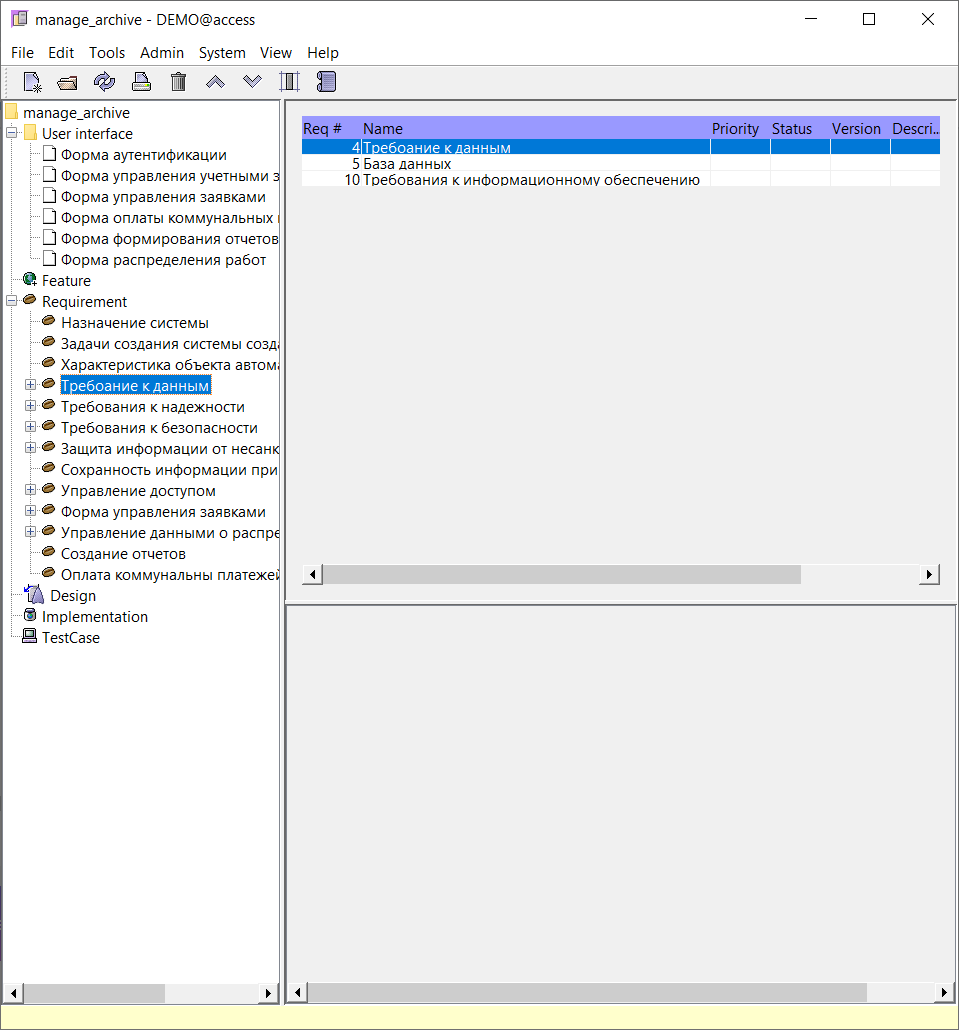 manage_archive - DEMO@access
File Edit Tools Admin System View Help
manage_archive
User interface
Форма аутентификации
Форма управления учетными з
Форма управления заявками
Форма оплаты коммунальных
Форма формирования отчетов
Форма распределения работ
Feature
Requirement
Назначение системы
Задачи создания системы созда
Характеристика объекта автома
Требоание к данным
Требования к надежности
Требования к безопасности
Защита информации от несанк
Сохранность информации при
Управление доступом
Форма управления заявками
Управление данными о распре
Создание отчетов
Оплата коммунальны платежей
Design
Implementation
TestCase
Req # Name Priority Status Version Descri...
4 Требоание к данным
5 База данных
10 Требования к информационному обеспечению